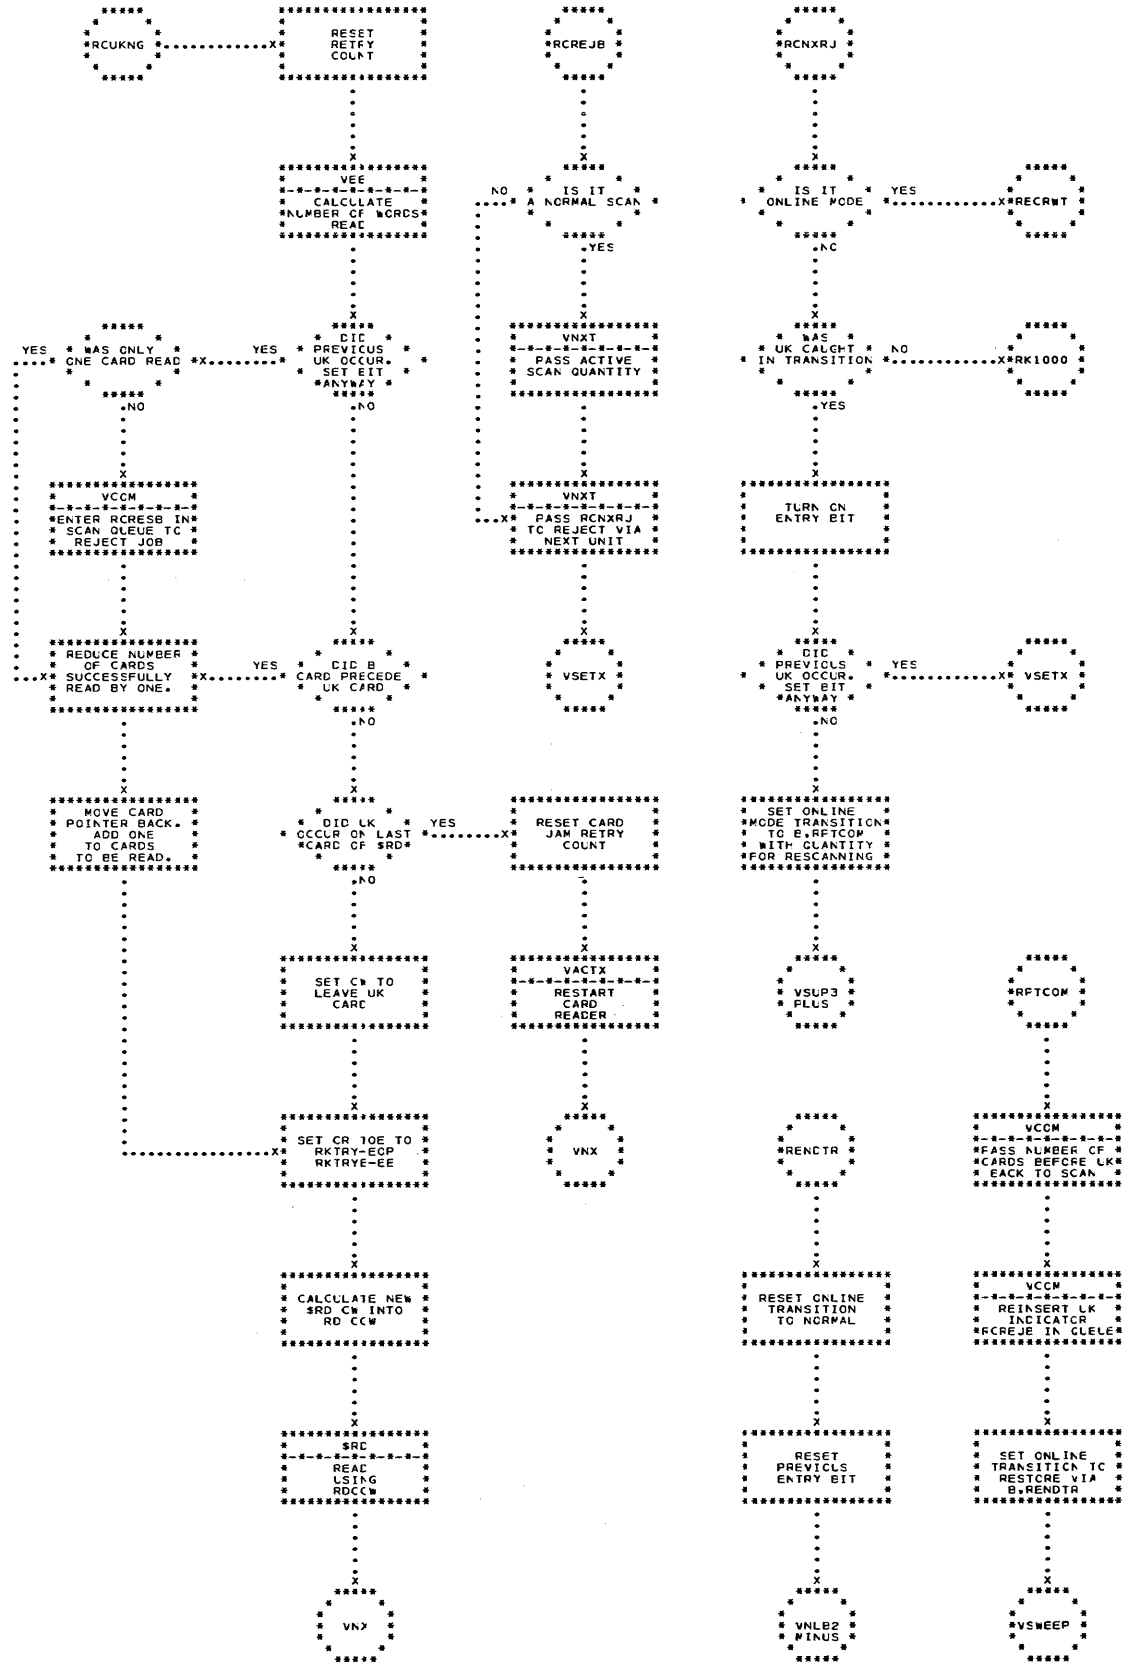 RCUKNG
RESET
RETRY
COUNT
RCREJB
RCNXRJ
VEE
CALCULATE
NUMBER OF WORDS
READ
NO
IS IT
A NORMAL SCAN
YES
IS IT
ONLINE MODE
YES
RECRWT
NO
YES
WAS ONLY
ONE CARD READ
YES
DID
PREVIOUS
UK OCCUR.
SET BIT
ANYWAY
VNXT
PASS ACTIVE
SCAN QUANTITY
WAS
UK CAUGHT
IN TRANSITION
NO
RK1000
NO
NO
YES
VCCM
ENTER RCRESB IN
SCAN QUEUE TO
REJECT JOB
VNXT
PASS RCNXRJ
TO REJECT VIA
NEXT UNIT
TURN ON
ENTRY BIT
REDUCE NUMBER
OF CARDS
SUCCESSFULLY
READ BY ONE.
YES
DID B
CARD PRECEDE
UK CARD
VSETX
DID
PREVIOUS
UK OCCUR.
SET BIT
ANYWAY
YES
VSETX
NO
NO
MOVE CARD
POINTER BACK.
ADD ONE
TO CARDS
TO BE READ.
DID UK
OCCUR ON LAST
CARD OF $RD
YES
RESET CARD
JAM RETRY
COUNT
SET ONLINE
MODE TRANSITION
TO B.RPTCOM
WITH QUANTITY
FOR RESCANNING
NO
SET CW TO
LEAVE UK
CARD
VACTX
RESTART
CARD
READER
VSUP3
PLUS
RPTCOM
SET CR TOE TO
RKTRY-EOP
RKTRYE-EE
VNX
RENDTR
VCCM
PASS NUMBER OF
CARDS BEFORE UK
BACK TO SCAN
CALCULATE NEW
$RD CW INTO
RD CCW
RESET ONLINE
TRANSITION
TO NORMAL
VCCM
REINSERT UK
INDICATOR
RCREJE IN QUEUE
$RD
READ
USING
RDCCW
RESET
PREVIOUS
ENTRY BIT
SET ONLINE
TRANSITION TO
RESTORE VIA
B.RENDTR
VNX
VNLB2
MINUS
VSWEEP